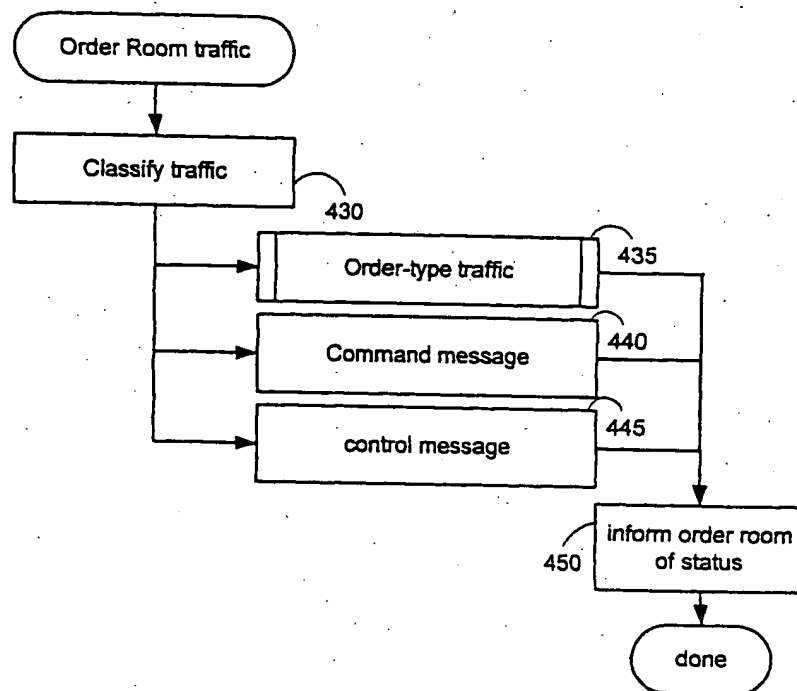 Order Room traffic
Classify traffic
430
Order-type traffic
435
Command message
440
control message
445
inform order room
of status
450
done